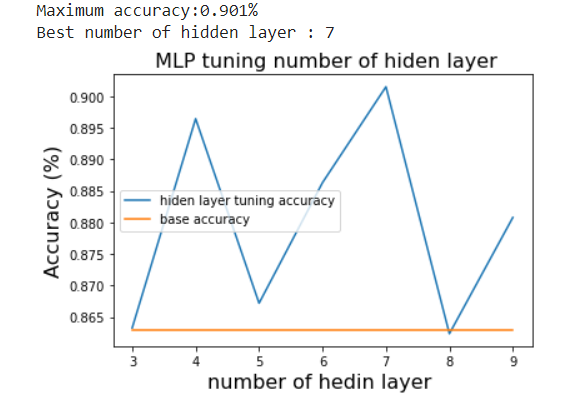 Maximum accuracy:0.901%
Best number of hidden layer : 7
MLP tuning number of hiden layer
Accuracy (%)
0.900
0.895
0.890
0.885
0.880
0.875
0.870
0.865
hiden layer tuning accuracy
base accuracy
3 4 5 6 7 8 9
number of hedin layer